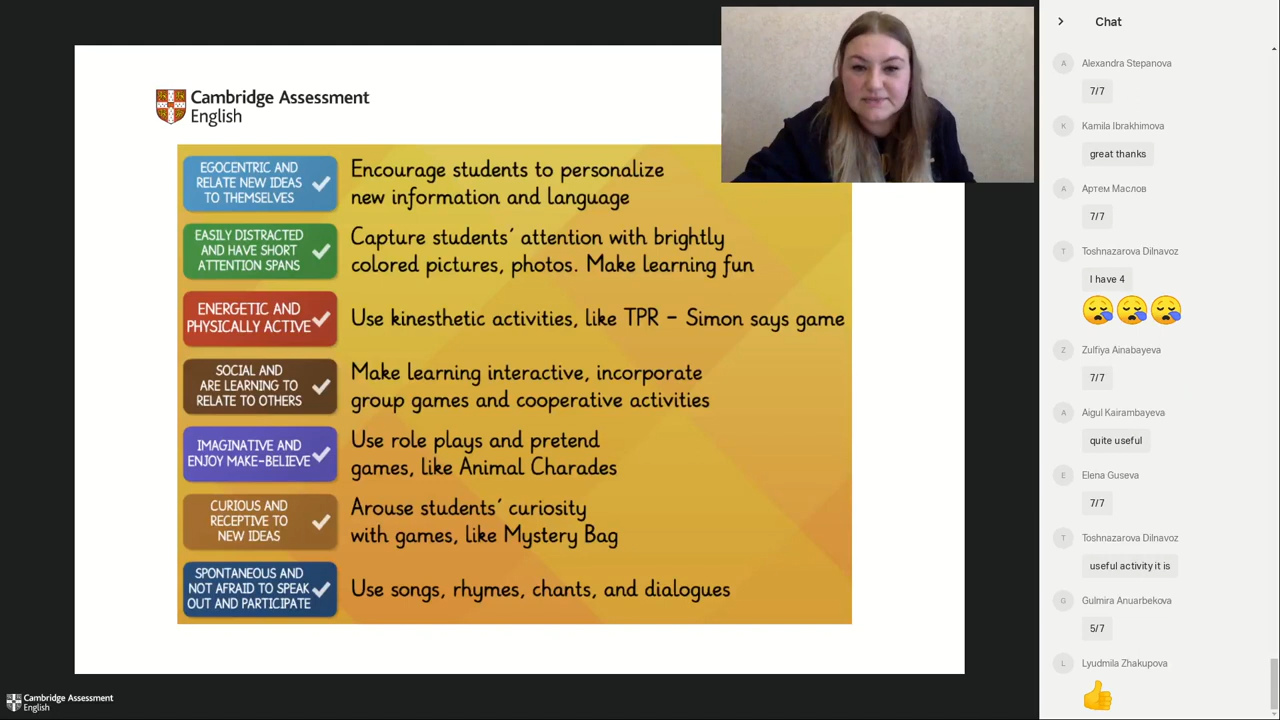 Cambridge Assessment
English
EGOCENTRIC AND
RELATE NEW IDEAS
TO THEMSELVES
Encourage students to personalize
new information and language
EASILY DISTRACTED
AND HAVE SHORT
ATTENTION SPANS
Capture students´ attention with brightly
colored pictures, photos. Make learning fun
ENERGETIC AND
PHYSICALLY ACTIVE
Use kinesthetic activities, like TPR - Simon says game
SOCIAL AND
ARE LEARNING TO
RELATE TO OTHERS
Make learning interactive, incorporate
group games and cooperative activities
IMAGINATIVE AND
ENJOY MAKE-BELIEVE
Use role plays and pretend
games, like Animal Charades
CURIOUS AND
RECEPTIVE TO
NEW IDEAS
Arouse students´ curiosity
with games, like Mystery Bag
SPONTANEOUS AND
NOT AFRAID TO SPEAK
OUT AND PARTICIPATE
Use songs, rhymes, chants, and dialogues
Cambridge Assessment
English
Chat
A
Alexandra Stepanova
7/7
K
Kamila Ibrakhimova
great thanks
A
Артем Маслов
7/7
T
Toshnazarova Dilnavoz
I have 4
Z
Zulfiya Ainabayeva
7/7
A
Aigul Kairambayeva
quite useful
E
Elena Guseva
7/7
T
Toshnazarova Dilnavoz
useful activity it is
G
Gulmira Anuarbekova
5/7
L
Lyudmila Zhakupova